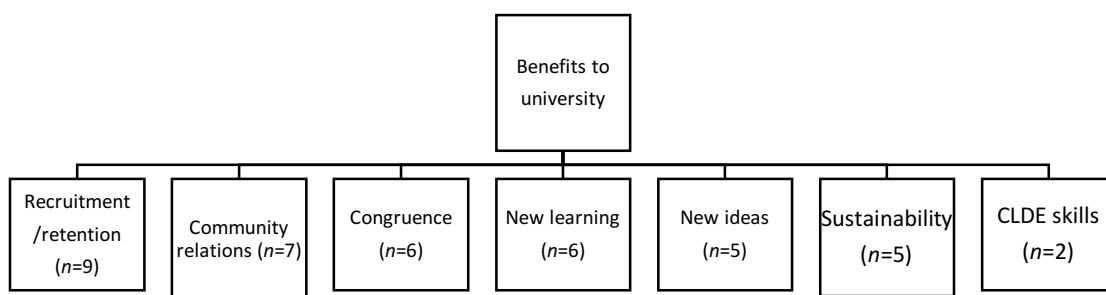 Benefits to
university
Recruitment
/retention
(n=9)
Community
relations (n=7)
Congruence
(n=6)
New learning
(n=6)
New ideas
(n=5)
Sustainability
(n=5)
CLDE skills
(n=2)